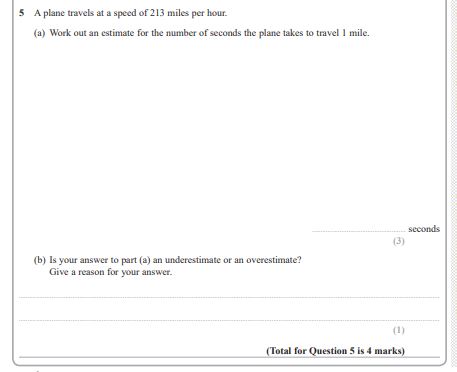 5 A plane travels at a speed of 213 miles per hour.
(a) Work out an estimate for the number of seconds the plane takes to travel 1 mile.
seconds
(3)
(b) Is your answer to part (a) an underestimate or an overestimate?
Give a reason for your answer.
(1)
(Total for Question 5 is 4 marks)